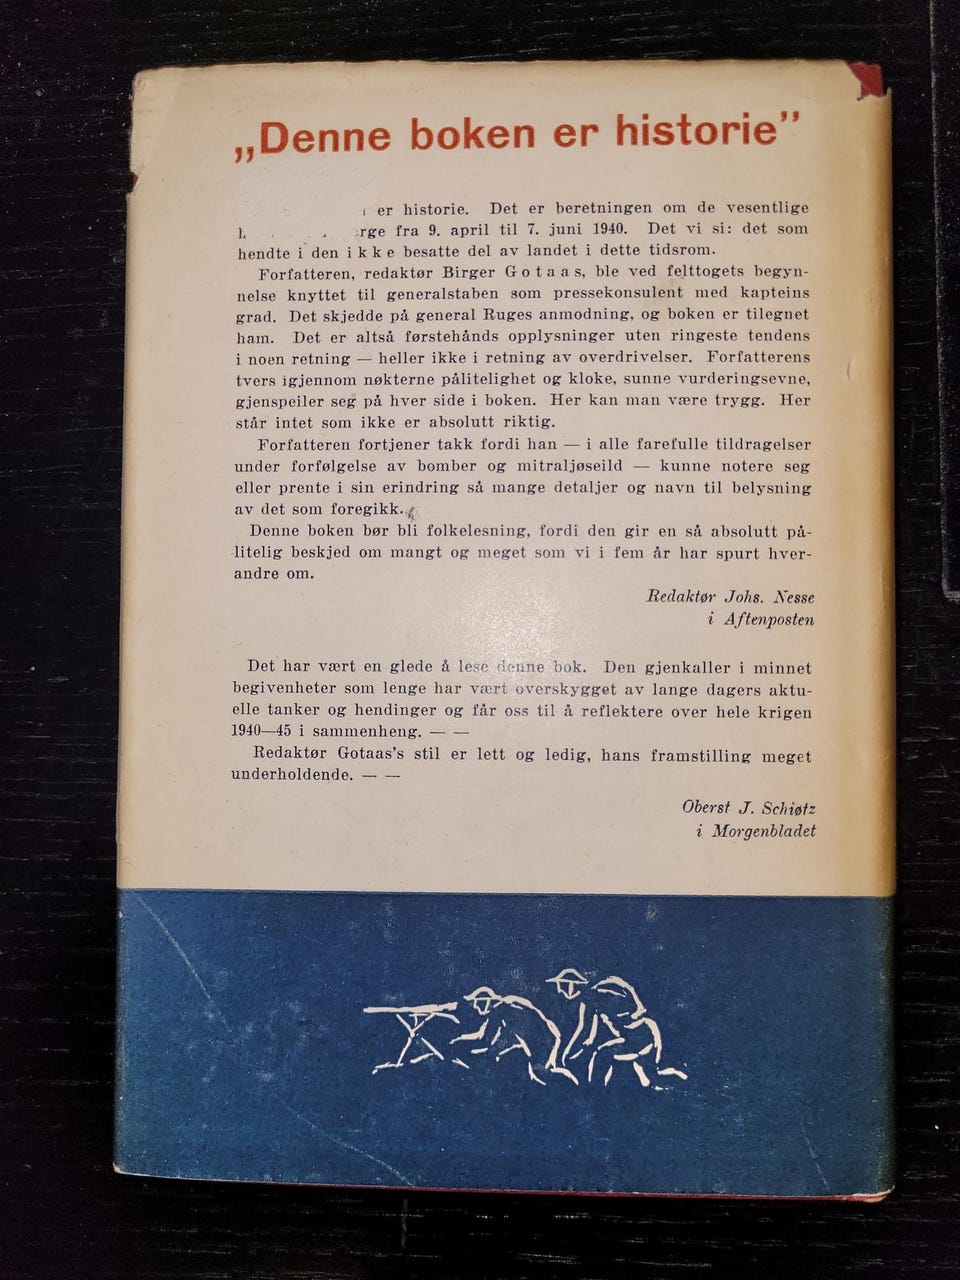 „Denne boken er historie”
er historie. Det er beretningen om de vesentlige
fra 9. april til 7. juni 1940. Det vi si: det som
hendte i den ikke besatte del av landet i dette tidsrom.
Forfatteren, redaktør Birger Gotaas, ble ved felttogets begyn-
nelse knyttet til generalstaben som pressekonsulent med kapteins
grad. Det skjedde på general Ruges anmodning, og boken er tilegnet
ham. Det er altså førstehånds opplysninger uten ringeste tendens
i noen retning — heller ikke i retning av overdrivelser. Forfatterens
tvers igjennom nøkterne pålitelighet og kloke, sunne vurderingsevne,
gjenspeiler seg på hver side i boken. Her kan man være trygg. Her
står intet som ikke er absolutt riktig.
Forfatteren fortjener takk fordi han — i alle farefulle tildragelser
under forfølgelse av bomber og mitraljøseild — kunne notere seg
eller prente i sin erindring så mange detaljer og navn til belysning
av det som foregikk.
Denne boken bør bli folkelesning, fordi den gir en så absolutt på-
litelig beskjed om mangt og meget som vi i fem år har spurt hver-
andre om.
Redaktør Johs. Nesse
i Aftenposten
Det har vært en glede å lese denne bok. Den gjenkaller i minnet
begivenheter som lenge har vært overskygget av lange dagers aktu-
elle tanker og hendinger og får oss til å reflektere over hele krigen
1940—45 i sammenheng. — —
Redaktør Gotaas's stil er lett og ledig, hans framstilling meget
underholdende. — —
Oberst J. Schiøtz
i Morgenbladet